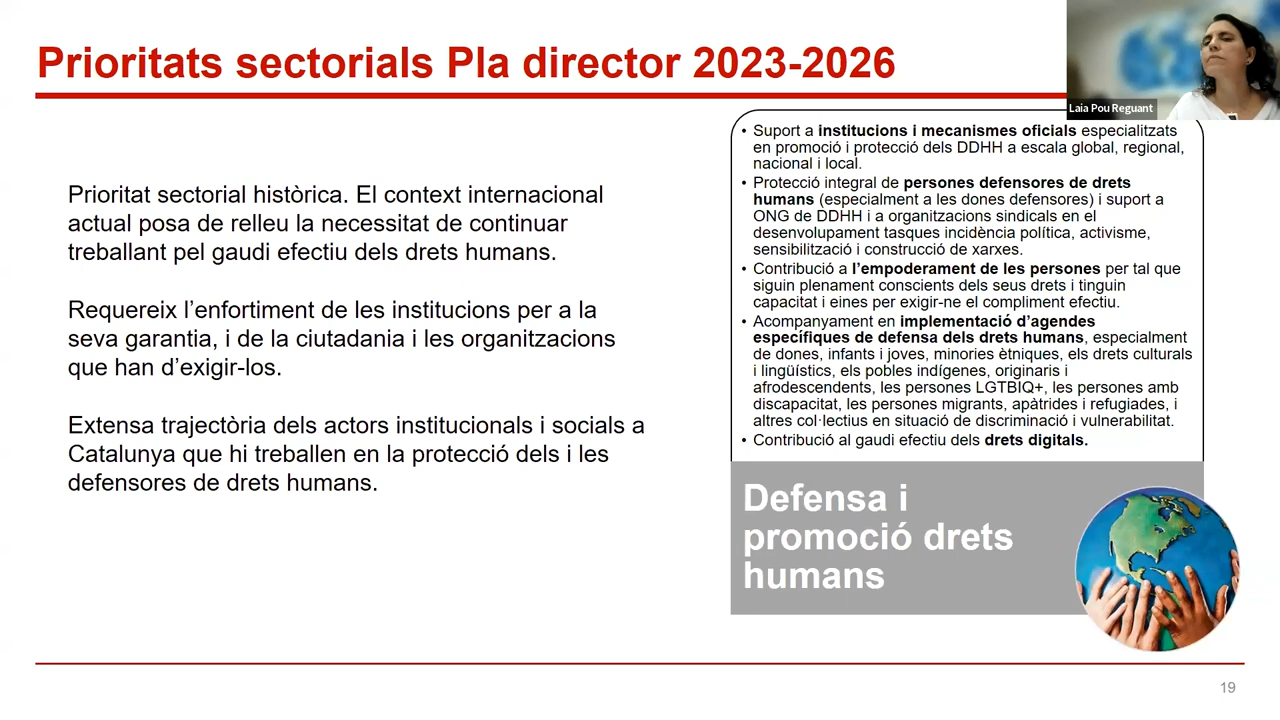 Prioritats sectorials Pla director 2023-2026
Laia Pou Reguant
Prioritat sectorial històrica. El context internacional
actual posa de relleu la necessitat de continuar
treballant pel gaudi efectiu dels drets humans.
Requereix l’enfortiment de les institucions per a la
seva garantia, i de la ciutadania i les organitzacions
que han d’exigir-los.
Extensa trajectòria dels actors institucionals i socials a
Catalunya que hi treballen en la protecció dels i les
defensores de drets humans.
• Suport a institucions i mecanismes oficials especialitzats
en promoció i protecció dels DDHH a escala global, regional,
nacional i local.
• Protecció integral de persones defensores de drets
humans (especialment a les dones defensores) i suport a
ONG de DDHH i a organitzacions sindicals en el
desenvolupament tasques incidència política, activisme,
sensibilització i construcció de xarxes.
• Contribució a l’empoderament de les persones per tal que
siguin plenament conscients dels seus drets i tinguin
capacitat i eines per exigir-ne el compliment efectiu.
• Acompanyament en implementació d’agendes
específiques de defensa dels drets humans, especialment
de dones, infants i joves, minories ètniques, els drets culturals
i lingüístics, els pobles indígenes, originaris i
afrodescendents, les persones LGTBIQ+, les persones amb
discapacitat, les persones migrants, apàtrides i refugiades, i
altres col·lectius en situació de discriminació i vulnerabilitat.
• Contribució al gaudi efectiu dels drets digitals.
Defensa i
promoció drets
humans
19